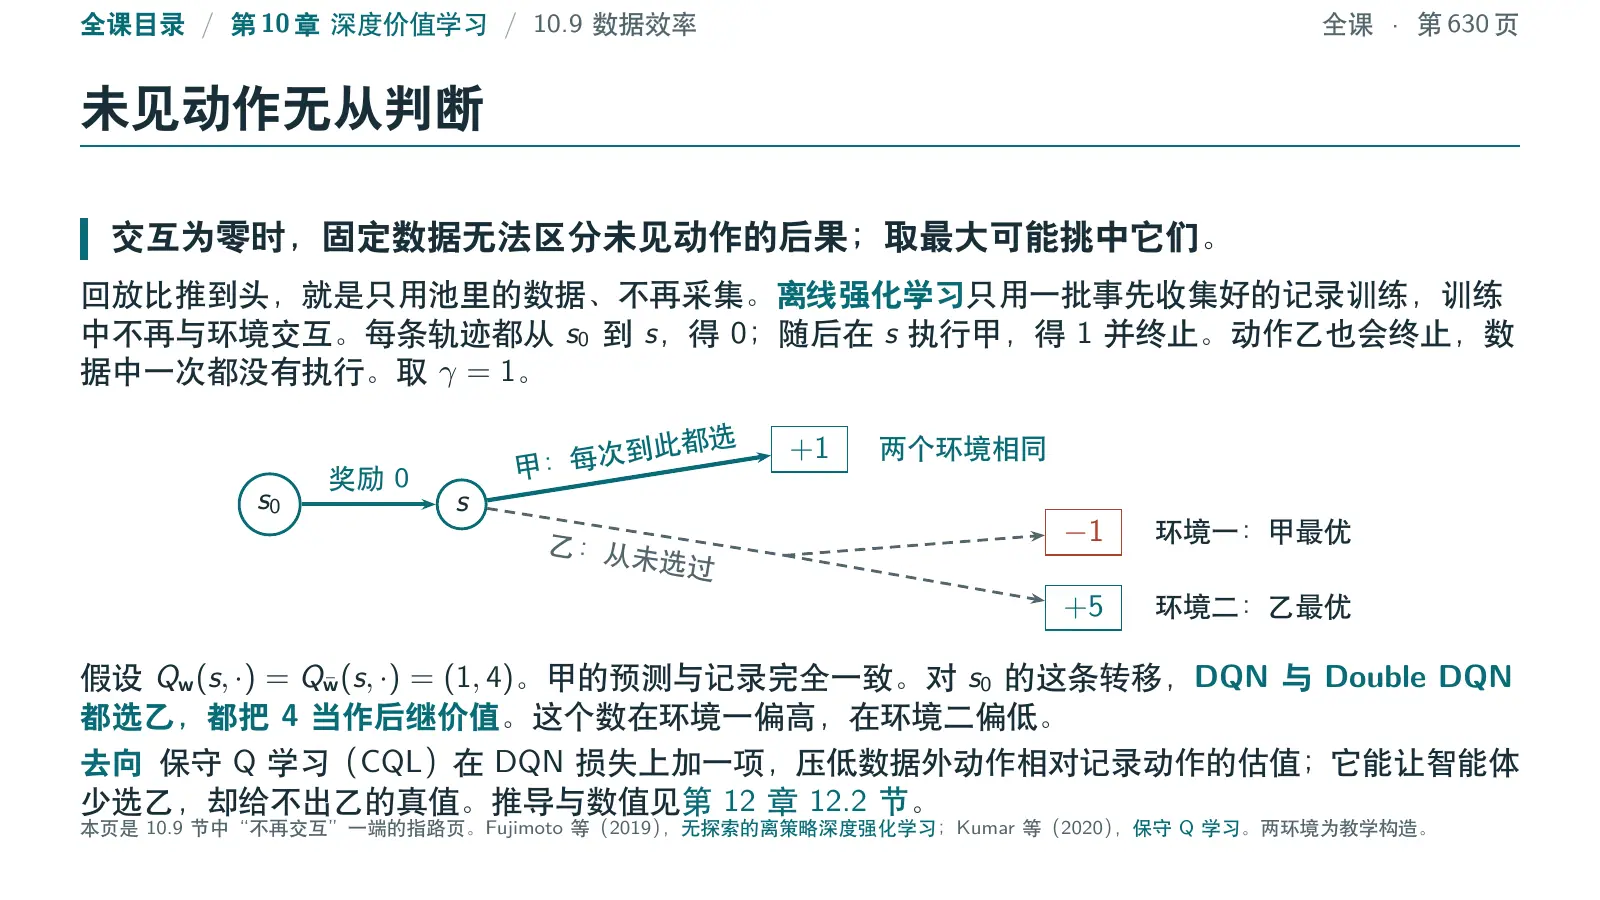 全课目录 / 第10章 深度价值学习 / 10.9 数据效率
全课 · 第630页
未见动作无从判断
交互为零时，固定数据无法区分未见动作的后果；取最大可能挑中它们。
回放比推到头，就是只用池里的数据、不再采集。离线强化学习只用一批事先收集好的记录训练，训练
中不再与环境交互。每条轨迹都从 s₀ 到 s，得 0；随后在 s 执行甲，得 1 并终止。动作乙也会终止，数
据中一次都没有执行。取 γ = 1。
甲：每次到此都选
+1
两个环境相同
奖励 0
s₀
s
−1
环境一：甲最优
乙：从未选过
+5
环境二：乙最优
假设 Q_w(s,·) = Q_w̄(s,·) = (1,4)。甲的预测与记录完全一致。对 s₀ 的这条转移，DQN 与 Double DQN
都选乙，都把 4 当作后继价值。这个数在环境一偏高，在环境二偏低。
去向 保守 Q 学习（CQL）在 DQN 损失上加一项，压低数据外动作相对记录动作的估值；它能让智能体
少选乙，却给不出乙的真值。推导与数值见第 12 章 12.2 节。
本页是 10.9 节中“不再交互”一端的指路页。Fujimoto 等（2019），无探索的离策略深度强化学习；Kumar 等（2020），保守 Q 学习。两环境为教学构造。